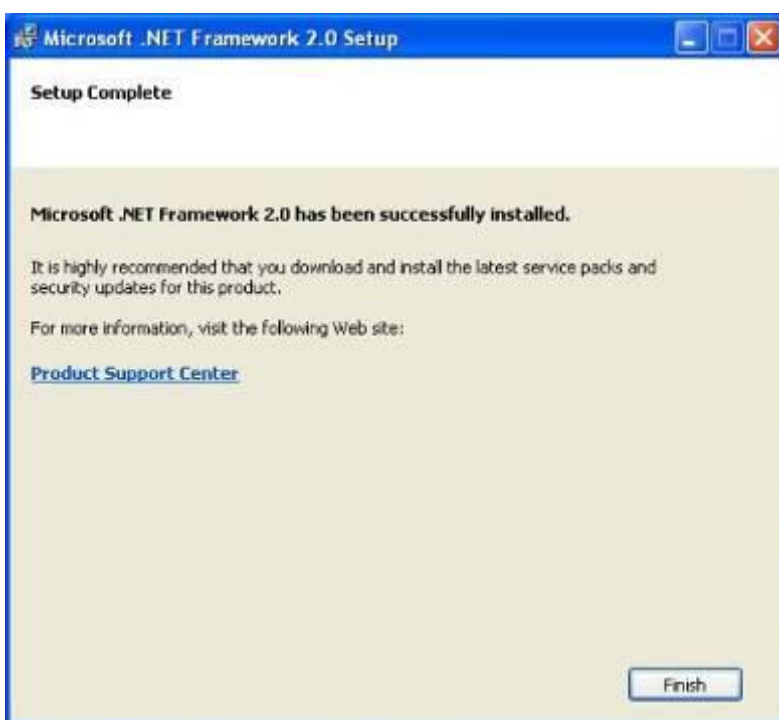 Microsoft .NET Framework 2.0 Setup
Setup Complete
Microsoft .NET Framework 2.0 has been successfully installed.
It is highly recommended that you download and install the latest service packs and
security updates for this product.
For more information, visit the following Web site:
Product Support Center
Finish